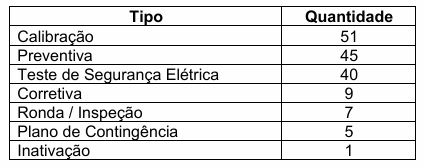 Tipo Quantidade
Calibração 51
Preventiva 45
Teste de Segurança Elétrica 40
Corretiva 9
Ronda / Inspeção 7
Plano de Contingência 5
Inativação 1